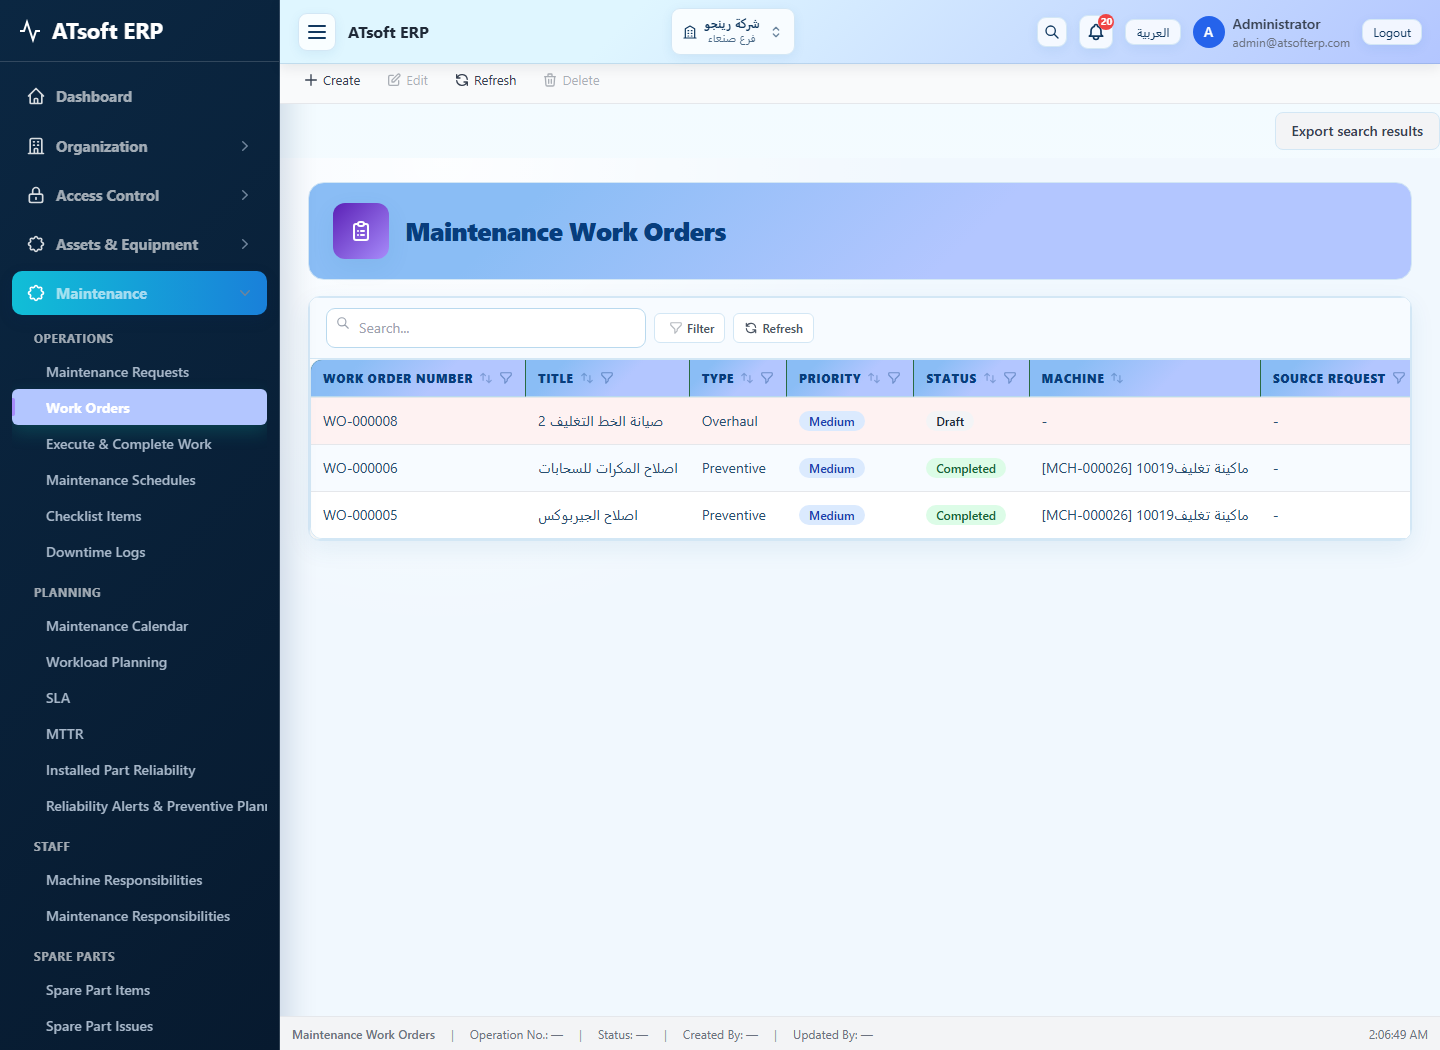 ATsoft ERP
Dashboard
Organization
Access Control
Assets & Equipment
Maintenance
OPERATIONS
Maintenance Requests
Work Orders
Execute & Complete Work
Maintenance Schedules
Checklist Items
Downtime Logs
PLANNING
Maintenance Calendar
Workload Planning
SLA
MTTR
Installed Part Reliability
Reliability Alerts & Preventive Plann
STAFF
Machine Responsibilities
Maintenance Responsibilities
SPARE PARTS
Spare Part Items
Spare Part Issues
ATsoft ERP
شركة رينجو
فرع صنعاء
20
العربية
A
Administrator
admin@atsofterp.com
Logout
Create Edit Refresh Delete
Export search results
Maintenance Work Orders
Search... Filter Refresh
WORK ORDER NUMBER TITLE TYPE PRIORITY STATUS MACHINE SOURCE REQUEST
WO-000008 صيانة الخط التغليف 2 Overhaul Medium Draft - -
WO-000006 اصلاح المكرات للسحابات Preventive Medium Completed [MCH-000026] ماكينة تغليف10019 -
WO-000005 اصلاح الجيربوكس Preventive Medium Completed [MCH-000026] ماكينة تغليف10019 -
Maintenance Work Orders | Operation No.: — | Status: — | Created By: — | Updated By: — 2:06:49 AM